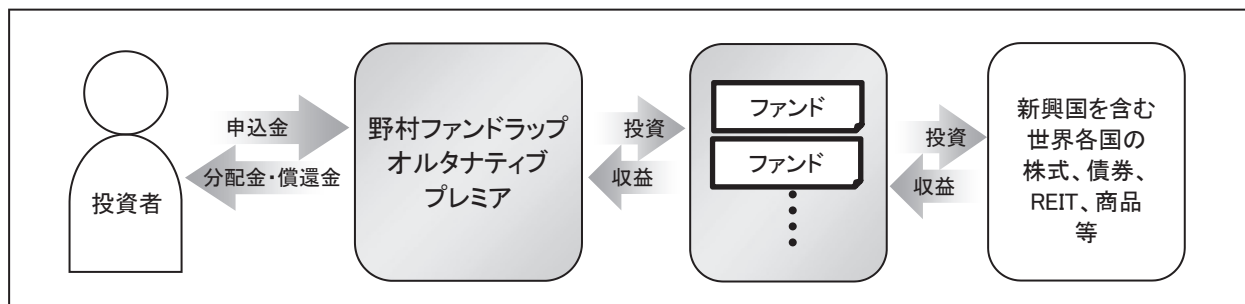 投資者
申込金
分配金・償還金
野村ファンドラップ
オルタナティブ
プレミア
投資
収益
ファンド
ファンド
投資
収益
新興国を含む
世界各国の
株式、債券、
REIT、商品
等